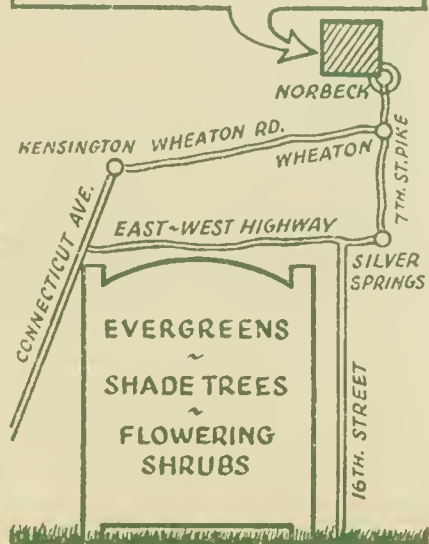 NORBECK
KENSINGTON
WHEATON RD.
WHEATON
7TH. ST. PIKE
CONNECTICUT AVE.
EAST-WEST HIGHWAY
SILVER
SPRINGS
EVERGREENS
~
SHADE TREES
~
FLOWERING
SHRUBS
16TH. STREET